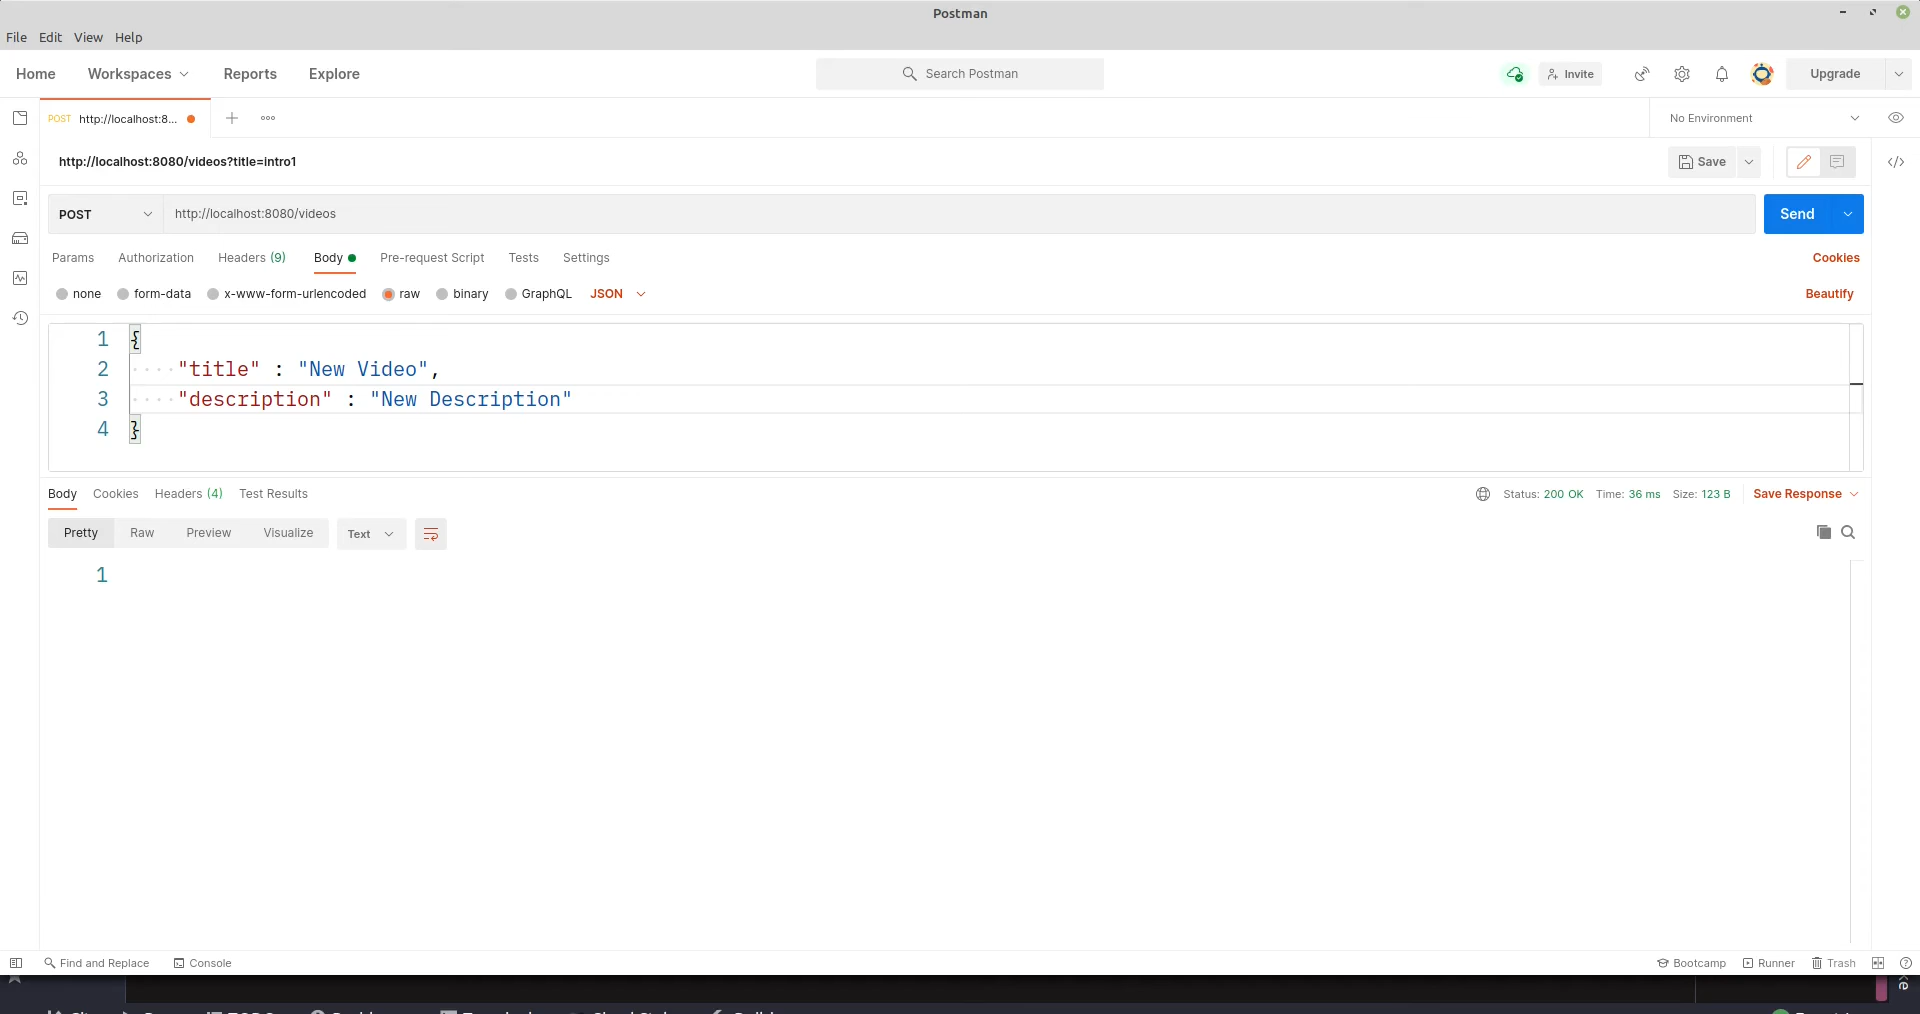 Postman
File Edit View Help
Home Workspaces Reports Explore Search Postman Invite Upgrade
POST http://localhost:8... No Environment
http://localhost:8080/videos?title=intro1 Save
POST http://localhost:8080/videos Send
Params Authorization Headers (9) Body Pre-request Script Tests Settings Cookies
none form-data x-www-form-urlencoded raw binary GraphQL JSON Beautify
1 {
2 "title" : "New Video",
3 "description" : "New Description"
4 }
Body Cookies Headers (4) Test Results Status: 200 OK Time: 36 ms Size: 123 B Save Response
Pretty Raw Preview Visualize Text
1
Find and Replace Console Bootcamp Runner Trash